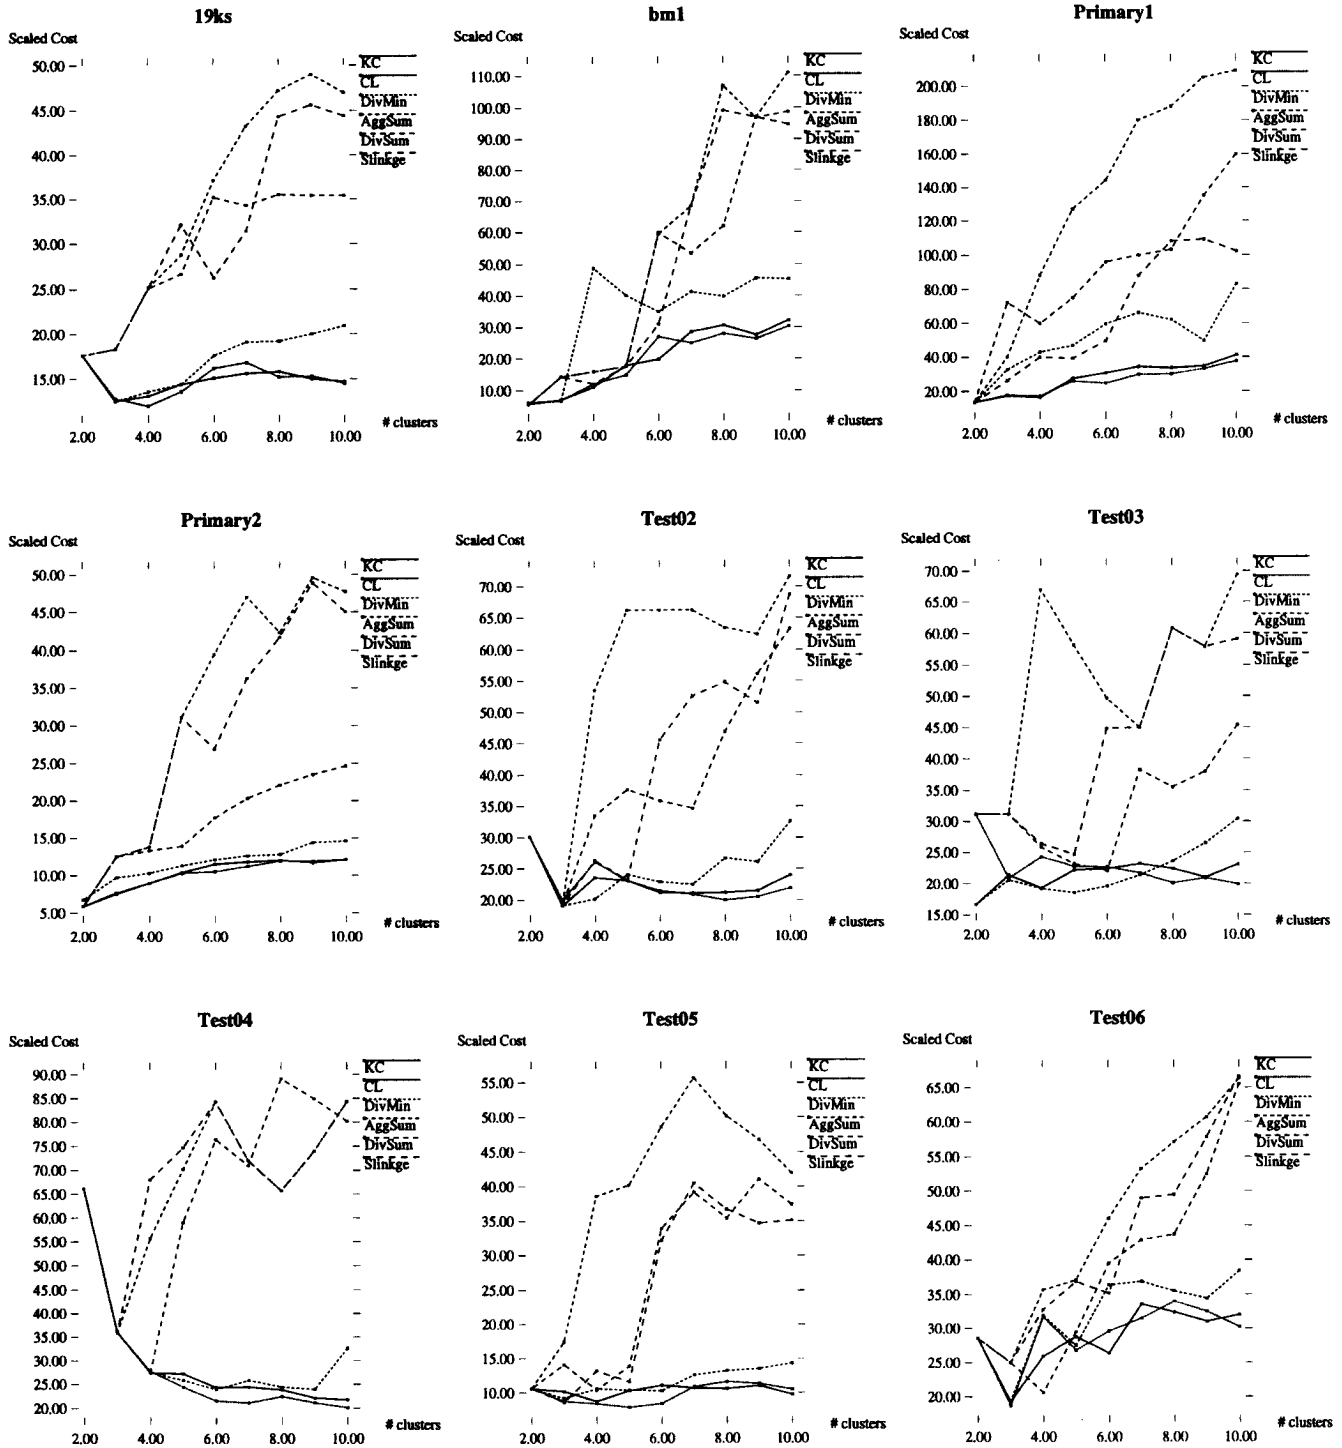 19ks
Scaled Cost
50.00
45.00
40.00
35.00
30.00
25.00
20.00
15.00
2.00 4.00 6.00 8.00 10.00
# clusters
KC
CL
DivMin
AggSum
DivSum
Slinkge
bm1
Scaled Cost
110.00
100.00
90.00
80.00
70.00
60.00
50.00
40.00
30.00
20.00
10.00
2.00 4.00 6.00 8.00 10.00
# clusters
KC
CL
DivMin
AggSum
DivSum
Slinkge
Primary1
Scaled Cost
200.00
180.00
160.00
140.00
120.00
100.00
80.00
60.00
40.00
20.00
2.00 4.00 6.00 8.00 10.00
# clusters
KC
CL
DivMin
AggSum
DivSum
Slinkge
Primary2
Scaled Cost
50.00
45.00
40.00
35.00
30.00
25.00
20.00
15.00
10.00
5.00
2.00 4.00 6.00 8.00 10.00
# clusters
KC
CL
DivMin
AggSum
DivSum
Slinkge
Test02
Scaled Cost
70.00
65.00
60.00
55.00
50.00
45.00
40.00
35.00
30.00
25.00
20.00
2.00 4.00 6.00 8.00 10.00
# clusters
KC
CL
DivMin
AggSum
DivSum
Slinkge
Test03
Scaled Cost
70.00
65.00
60.00
55.00
50.00
45.00
40.00
35.00
30.00
25.00
20.00
15.00
2.00 4.00 6.00 8.00 10.00
# clusters
KC
CL
DivMin
AggSum
DivSum
Slinkge
Test04
Scaled Cost
90.00
85.00
80.00
75.00
70.00
65.00
60.00
55.00
50.00
45.00
40.00
35.00
30.00
25.00
20.00
2.00 4.00 6.00 8.00 10.00
# clusters
KC
CL
DivMin
AggSum
DivSum
Slinkge
Test05
Scaled Cost
55.00
50.00
45.00
40.00
35.00
30.00
25.00
20.00
15.00
10.00
2.00 4.00 6.00 8.00 10.00
# clusters
KC
CL
DivMin
AggSum
DivSum
Slinkge
Test06
Scaled Cost
65.00
60.00
55.00
50.00
45.00
40.00
35.00
30.00
25.00
20.00
2.00 4.00 6.00 8.00 10.00
# clusters
KC
CL
DivMin
AggSum
DivSum
Slinkge